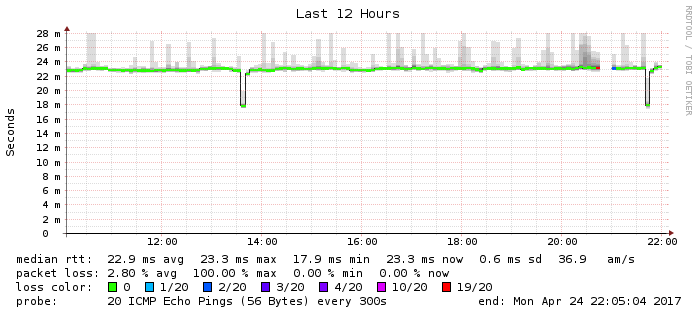 Last 12 Hours
RRDTOOL / TOBI OETIKER
Seconds
28 m
26 m
24 m
22 m
20 m
18 m
16 m
14 m
12 m
10 m
8 m
6 m
4 m
2 m
0
12:00 14:00 16:00 18:00 20:00 22:00
median rtt: 22.9 ms avg 23.3 ms max 17.9 ms min 23.3 ms now 0.6 ms sd 36.9 am/s
packet loss: 2.80 % avg 100.00 % max 0.00 % min 0.00 % now
loss color: 0 1/20 2/20 3/20 4/20 10/20 19/20
probe: 20 ICMP Echo Pings (56 Bytes) every 300s end: Mon Apr 24 22:05:04 2017